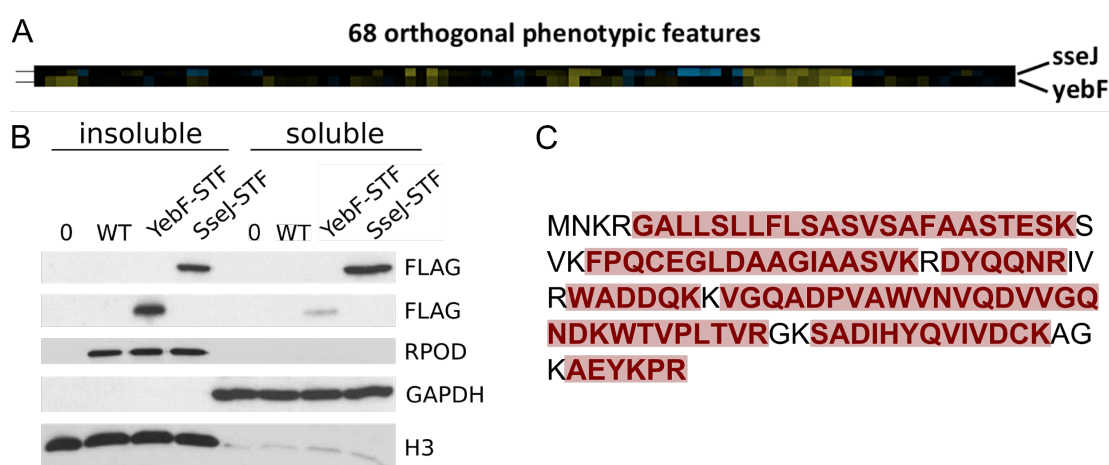 A
68 orthogonal phenotypic features
sseJ
yebF
B
insoluble
soluble
0 WT YebF-STF SseJ-STF 0 WT YebF-STF SseJ-STF
FLAG
FLAG
RPOD
GAPDH
H3
C
MNKRGALLSLLFLSASVSAFAASTESKS
VKFPQCEGLDAAGIAASVKRDYQQNRIV
RWADDQKKVGQADPVAWVNVQDVVGQ
NDKWTVPLTVRGKSADIHYQVIVDCKAG
KAEYKPR